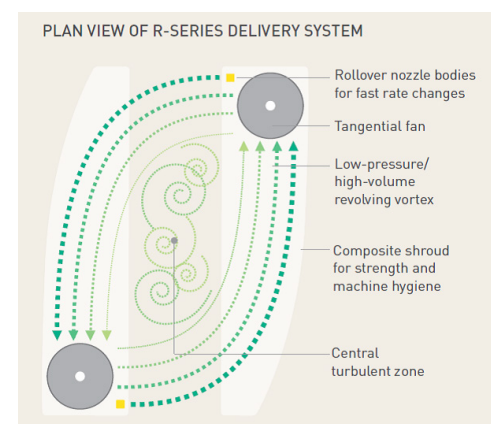 PLAN VIEW OF R-SERIES DELIVERY SYSTEM
Rollover nozzle bodies
for fast rate changes
Tangential fan
Low-pressure/
high-volume
revolving vortex
Composite shroud
for strength and
machine hygiene
Central
turbulent zone